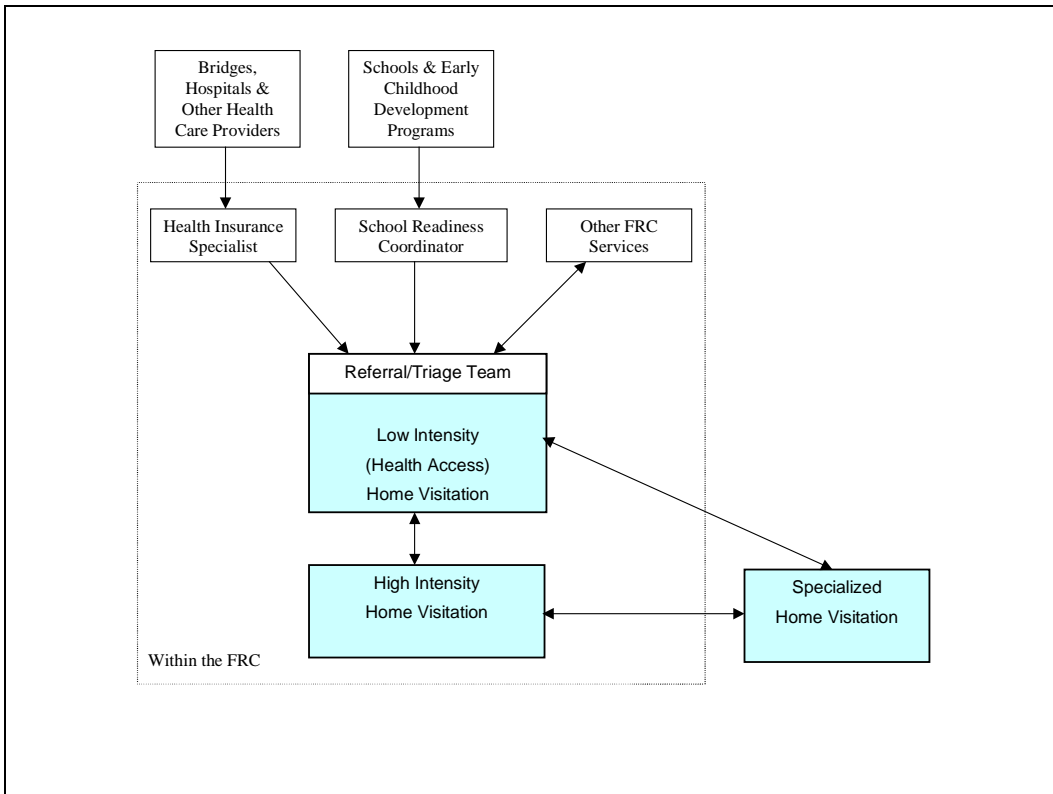 Bridges,
Hospitals &
Other Health
Care Providers
Schools & Early
Childhood
Development
Programs
Health Insurance
Specialist
School Readiness
Coordinator
Other FRC
Services
Referral/Triage Team
Low Intensity
(Health Access)
Home Visitation
High Intensity
Home Visitation
Specialized
Home Visitation
Within the FRC